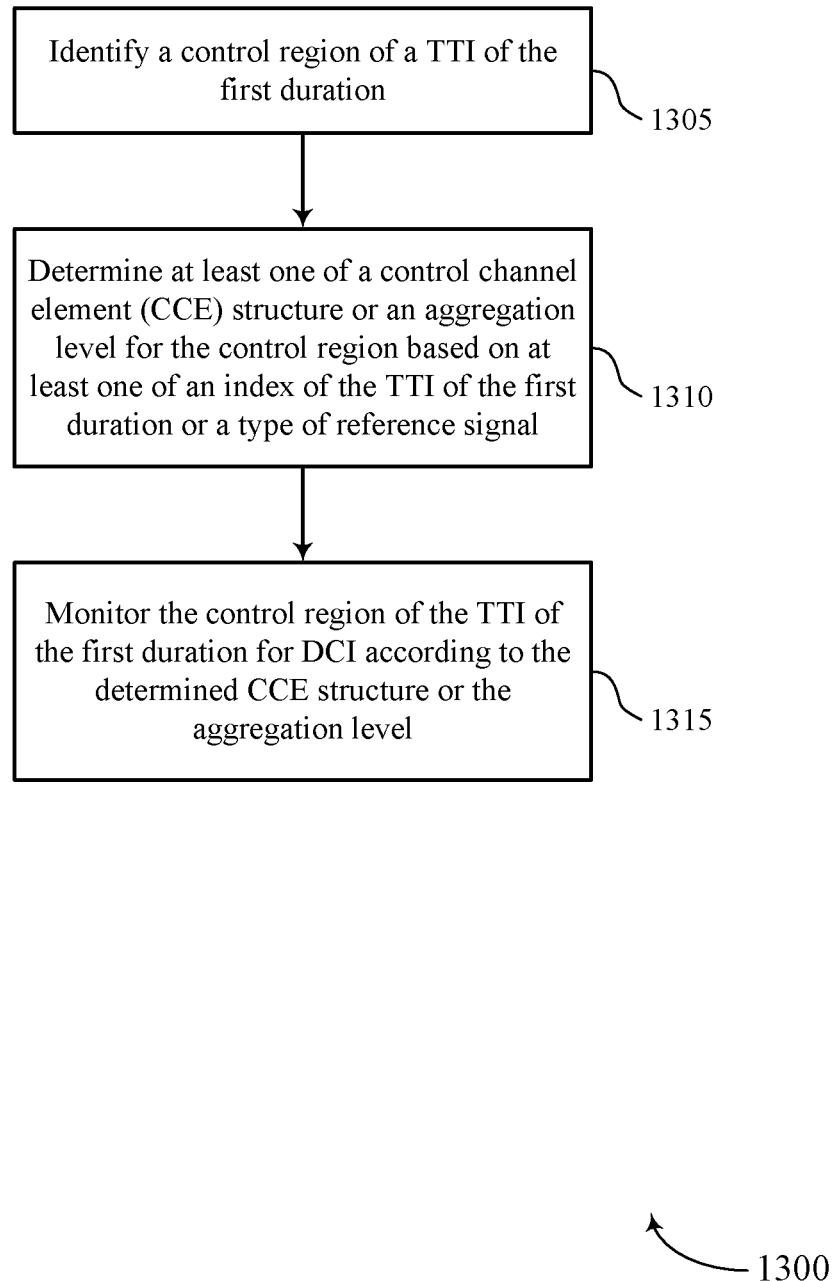 Identify a control region of a TTI of the
first duration
1305
Determine at least one of a control channel
element (CCE) structure or an aggregation
level for the control region based on at
least one of an index of the TTI of the first
duration or a type of reference signal
1310
Monitor the control region of the TTI of
the first duration for DCI according to the
determined CCE structure or the
aggregation level
1315
1300